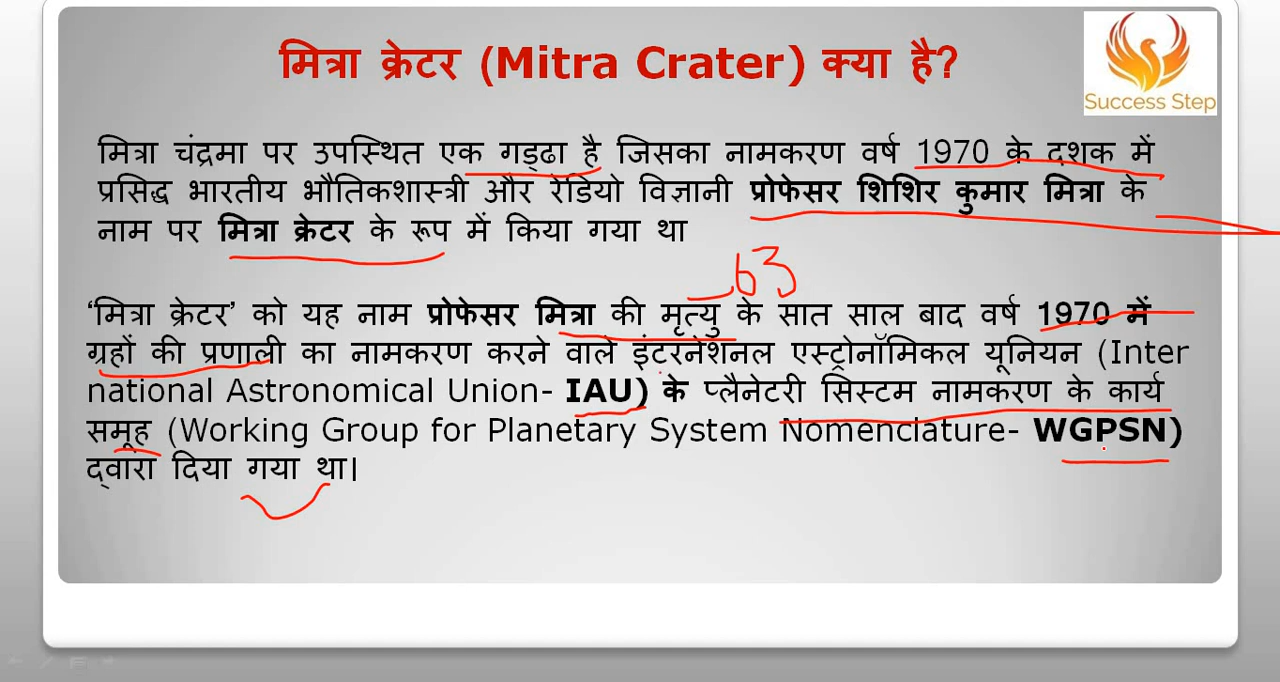 मित्रा क्रेटर (Mitra Crater) क्या है?
Success Step
मित्रा चंद्रमा पर उपस्थित एक गड्ढा है जिसका नामकरण वर्ष 1970 के दशक में
प्रसिद्ध भारतीय भौतिकशास्त्री और रेडियो विज्ञानी प्रोफेसर शिशिर कुमार मित्रा के
नाम पर मित्रा क्रेटर के रूप में किया गया था
63
‘मित्रा क्रेटर’ को यह नाम प्रोफेसर मित्रा की मृत्यु के सात साल बाद वर्ष 1970 में
ग्रहों की प्रणाली का नामकरण करने वाले इंटरनेशनल एस्ट्रोनॉमिकल यूनियन (Inter
national Astronomical Union- IAU) के प्लैनेटरी सिस्टम नामकरण के कार्य
समूह (Working Group for Planetary System Nomenclature- WGPSN)
द्वारा दिया गया था।